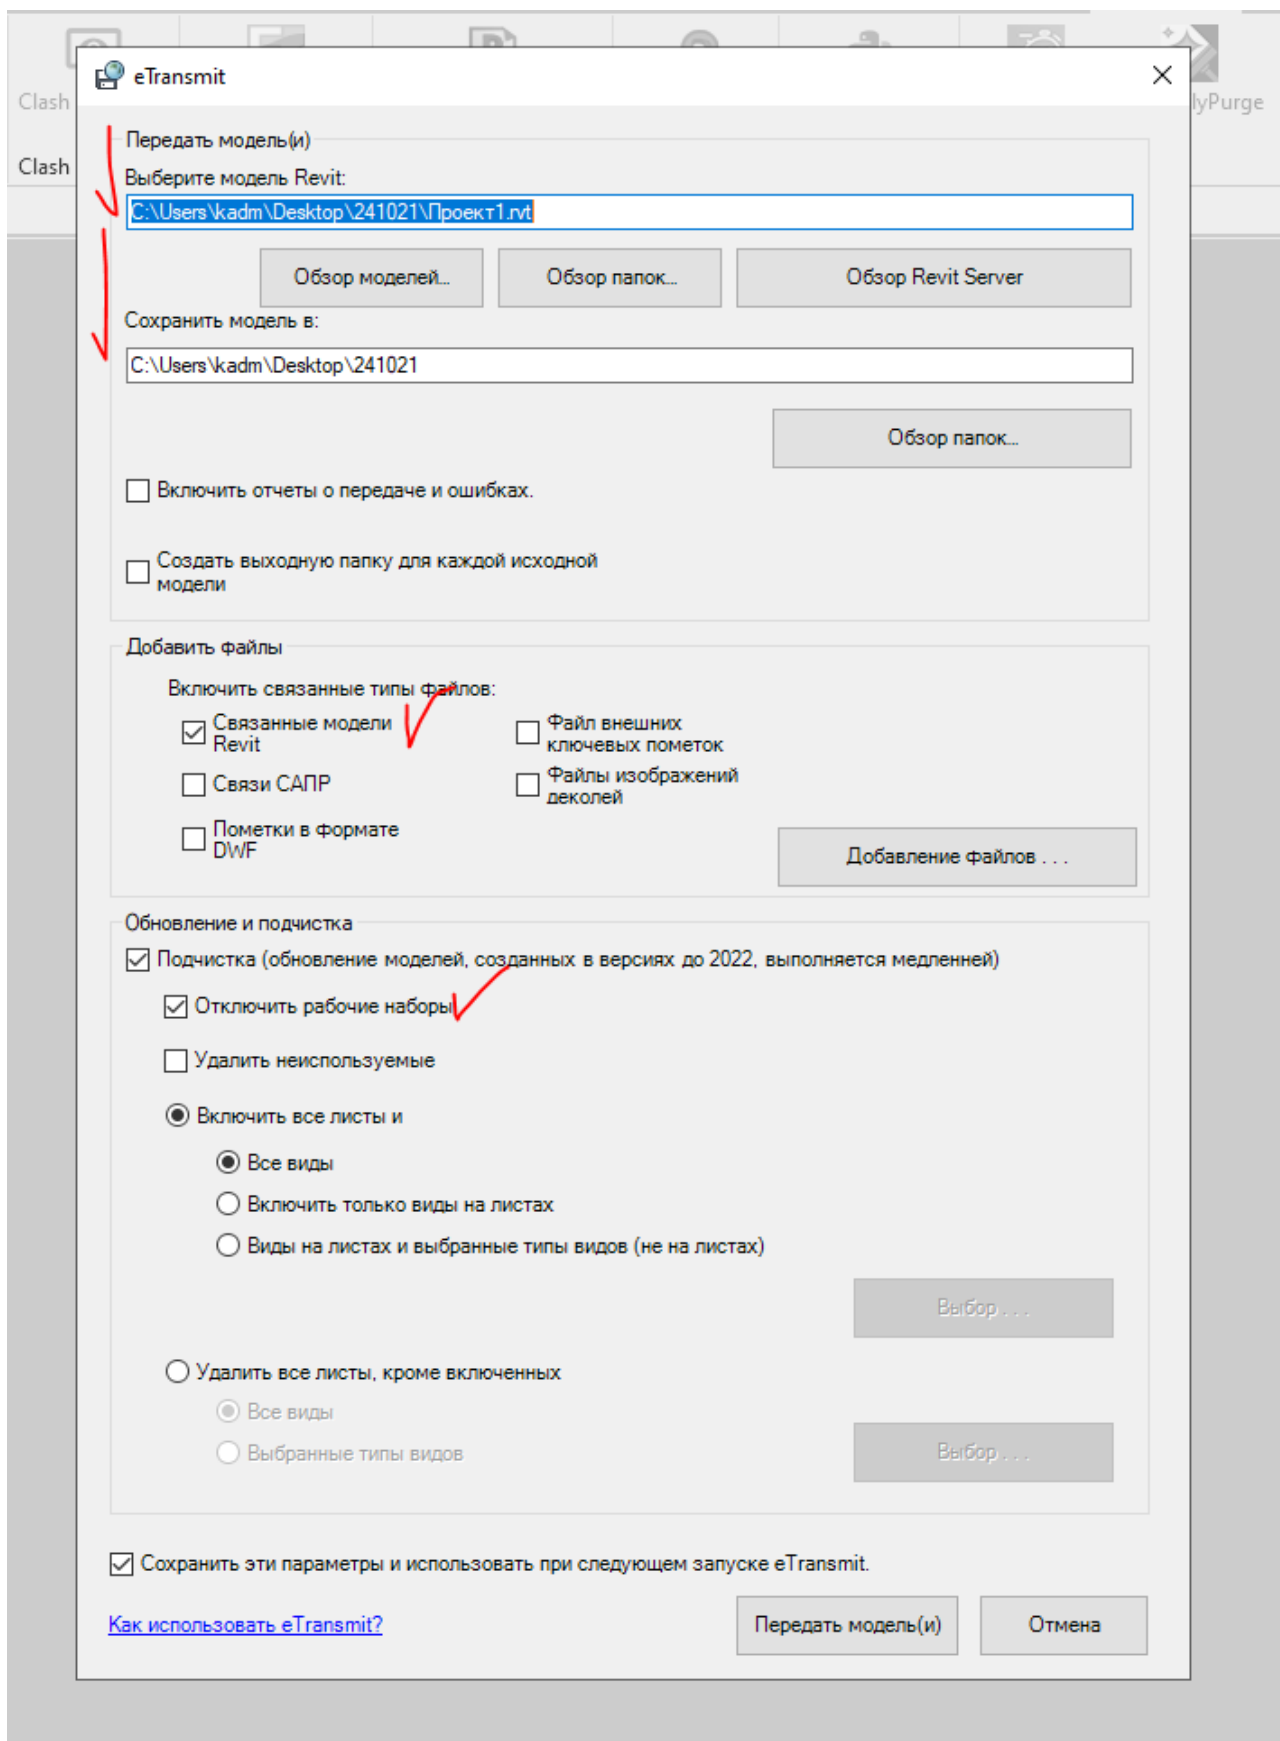 eTransmit
Clash
lyPurge
Clash
Передать модель(и)
Выберите модель Revit:
C:\Users\kadm\Desktop\241021\Проект1.rvt
Обзор моделей... Обзор папок... Обзор Revit Server
Сохранить модель в:
C:\Users\kadm\Desktop\241021
Обзор папок...
Включить отчеты о передаче и ошибках.
Создать выходную папку для каждой исходной
модели
Добавить файлы
Включить связанные типы файлов:
Связанные модели
Revit
Файл внешних
ключевых пометок
Связи САПР
Файлы изображений
деколей
Пометки в формате
DWF
Добавление файлов . . .
Обновление и подчистка
Подчистка (обновление моделей, созданных в версиях до 2022, выполняется медленней)
Отключить рабочие наборы
Удалить неиспользуемые
Включить все листы и
Все виды
Включить только виды на листах
Виды на листах и выбранные типы видов (не на листах)
Выбор . . .
Удалить все листы, кроме включенных
Все виды
Выбранные типы видов
Выбор . . .
Сохранить эти параметры и использовать при следующем запуске eTransmit.
Как использовать eTransmit?
Передать модель(и) Отмена